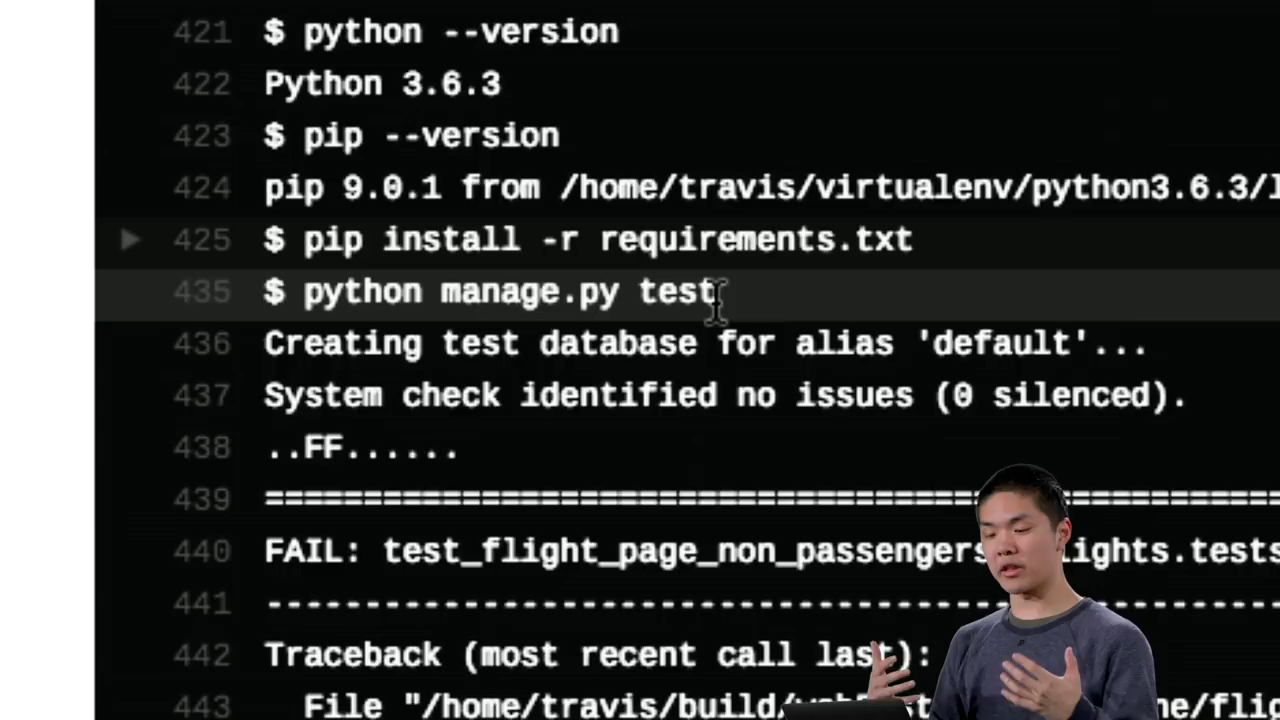 421 $ python --version
422 Python 3.6.3
423 $ pip --version
424 pip 9.0.1 from /home/travis/virtualenv/python3.6.3/l
425 $ pip install -r requirements.txt
435 $ python manage.py test
436 Creating test database for alias 'default'...
437 System check identified no issues (0 silenced).
438 ..FF......
439 ====================================================
440 FAIL: test_flight_page_non_passengers lights.tests
441 ----------------------------------------------------
442 Traceback (most recent call last):
443 File "/home/travis/build/